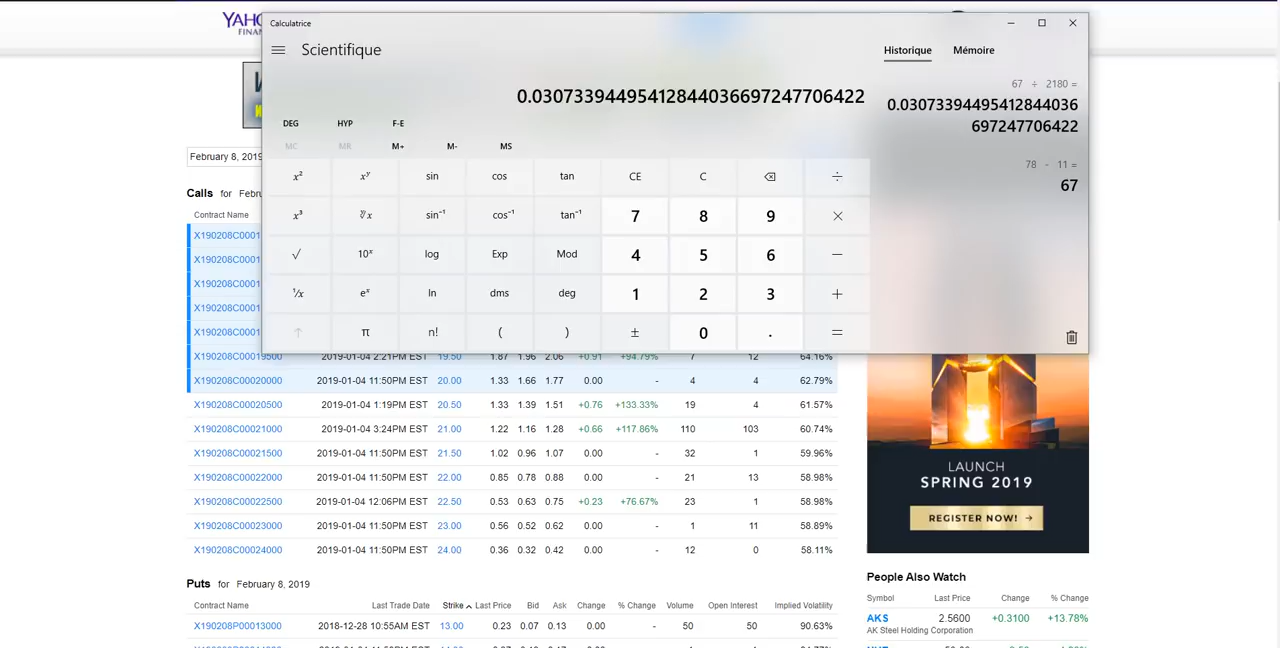 YAHO
FINAN
Calculatrice
Scientifique
Historique Mémoire
67 ÷ 2180 =
0.03073394495412844036697247706422
0.03073394495412844036
697247706422
DEG HYP F-E
MC MR M+ M- MS
78 - 11 =
67
x² xʸ sin cos tan CE C ÷
x³ ʸ√x sin⁻¹ cos⁻¹ tan⁻¹ 7 8 9 ×
√ 10ˣ log Exp Mod 4 5 6 −
¹/x eˣ ln dms deg 1 2 3 +
↑ π n! ( ) ± 0 . =
February 8, 2019
Calls for Febru
Contract Name
X190208C0001
X190208C0001
X190208C0001
X190208C0001
X190208C0001
X190208C00019500 2019-01-04 2:21PM EST 19.50 1.87 1.96 2.06 +0.91 +94.79% 7 12 64.16%
X190208C00020000 2019-01-04 11:50PM EST 20.00 1.33 1.66 1.77 0.00 - 4 4 62.79%
X190208C00020500 2019-01-04 1:19PM EST 20.50 1.33 1.39 1.51 +0.76 +133.33% 19 4 61.57%
X190208C00021000 2019-01-04 3:24PM EST 21.00 1.22 1.16 1.28 +0.66 +117.86% 110 103 60.74%
X190208C00021500 2019-01-04 11:50PM EST 21.50 1.02 0.96 1.07 0.00 - 32 1 59.96%
X190208C00022000 2019-01-04 11:50PM EST 22.00 0.85 0.78 0.88 0.00 - 21 13 58.98%
X190208C00022500 2019-01-04 12:06PM EST 22.50 0.53 0.63 0.75 +0.23 +76.67% 23 1 58.98%
X190208C00023000 2019-01-04 11:50PM EST 23.00 0.56 0.52 0.62 0.00 - 1 11 58.89%
X190208C00024000 2019-01-04 11:50PM EST 24.00 0.36 0.32 0.42 0.00 - 12 0 58.11%
LAUNCH
SPRING 2019
REGISTER NOW! →
Puts for February 8, 2019
Contract Name Last Trade Date Strike Last Price Bid Ask Change % Change Volume Open Interest Implied Volatility
X190208P00013000 2018-12-28 10:55AM EST 13.00 0.23 0.07 0.13 0.00 - 50 50 90.63%
People Also Watch
Symbol Last Price Change % Change
AKS 2.5600 +0.3100 +13.78%
AK Steel Holding Corporation